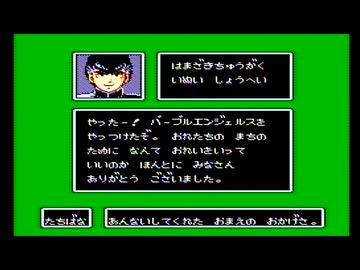 はまざきちゅうがく
いぬい しょうへい
やったー！ パープルエンジェルスを
やっつけたぞ。 おれたちの まちの
ために なんて おれいをいって
いいのか ほんとに みなさん
ありがとう ございました。
たちばな
あんないしてくれた おまえの おかげさ。